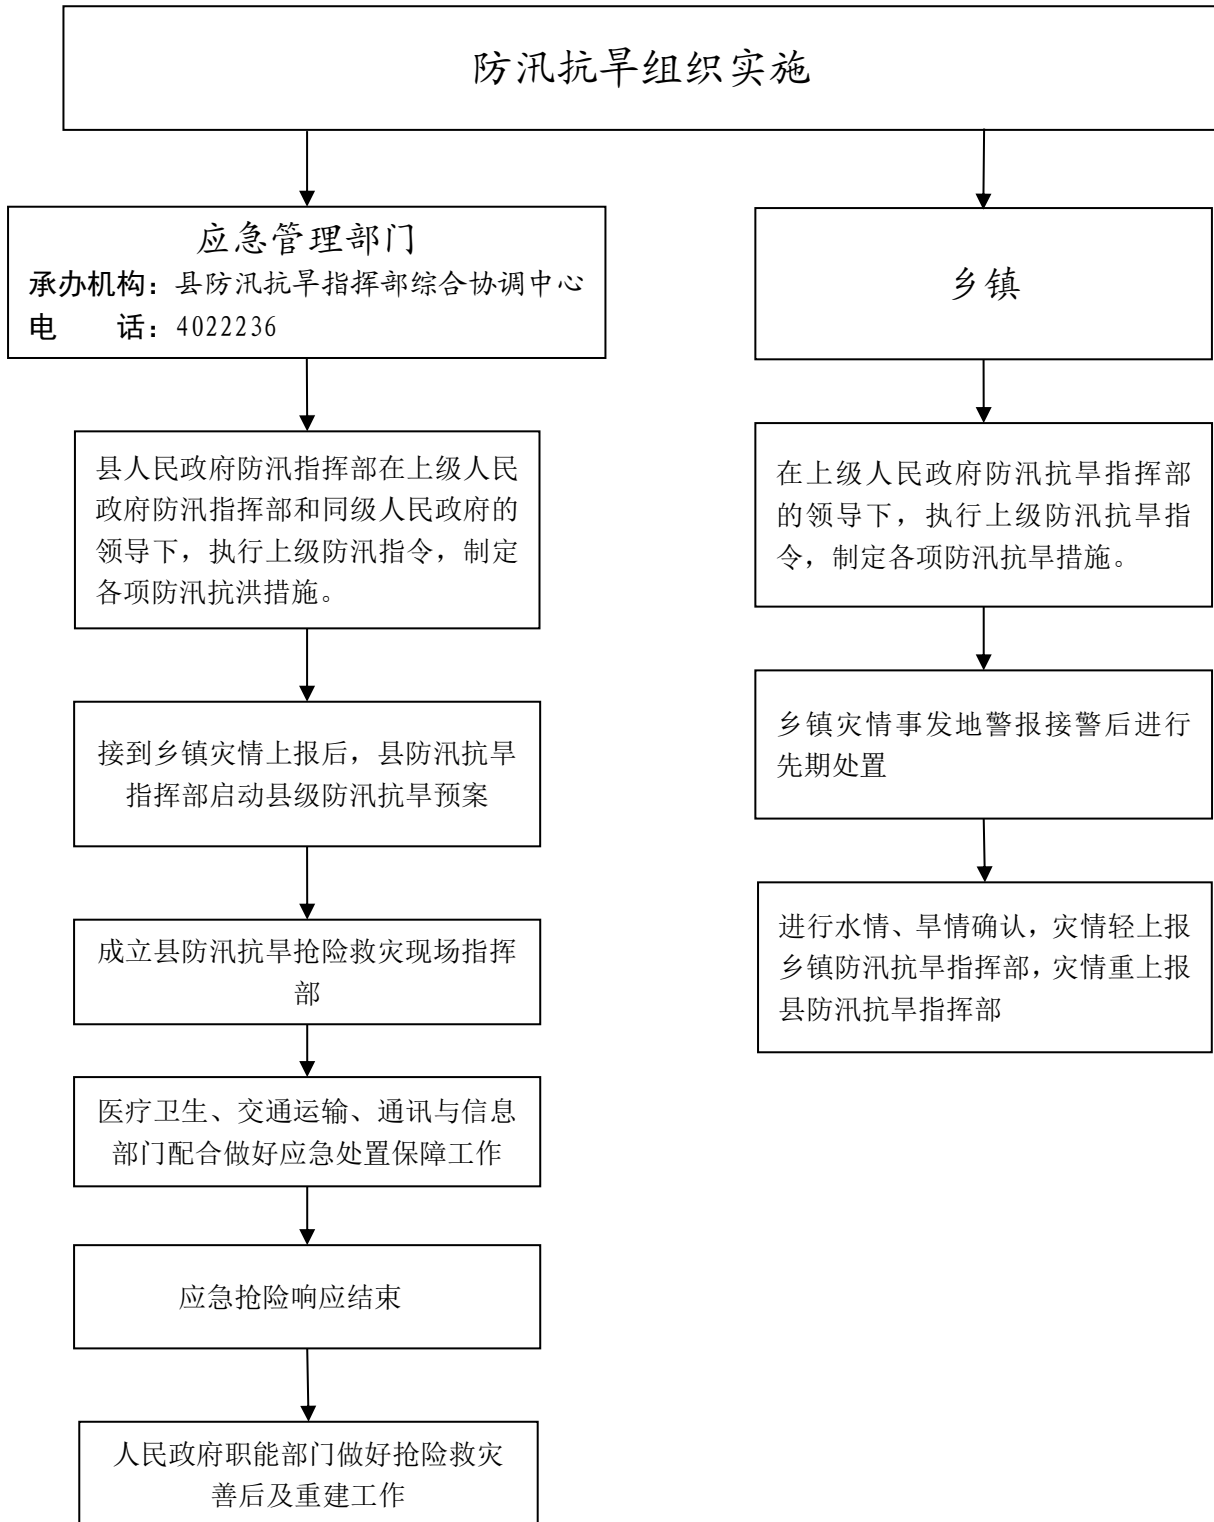 防汛抗旱组织实施
应急管理部门
承办机构：县防汛抗旱指挥部综合协调中心
电　　话：4022236
县人民政府防汛指挥部在上级人民
政府防汛指挥部和同级人民政府的
领导下，执行上级防汛指令，制定
各项防汛抗洪措施。
接到乡镇灾情上报后，县防汛抗旱
指挥部启动县级防汛抗旱预案
成立县防汛抗旱抢险救灾现场指挥
部
医疗卫生、交通运输、通讯与信息
部门配合做好应急处置保障工作
应急抢险响应结束
人民政府职能部门做好抢险救灾
善后及重建工作
乡镇
在上级人民政府防汛抗旱指挥部
的领导下，执行上级防汛抗旱指
令，制定各项防汛抗旱措施。
乡镇灾情事发地警报接警后进行
先期处置
进行水情、旱情确认，灾情轻上报
乡镇防汛抗旱指挥部，灾情重上报
县防汛抗旱指挥部